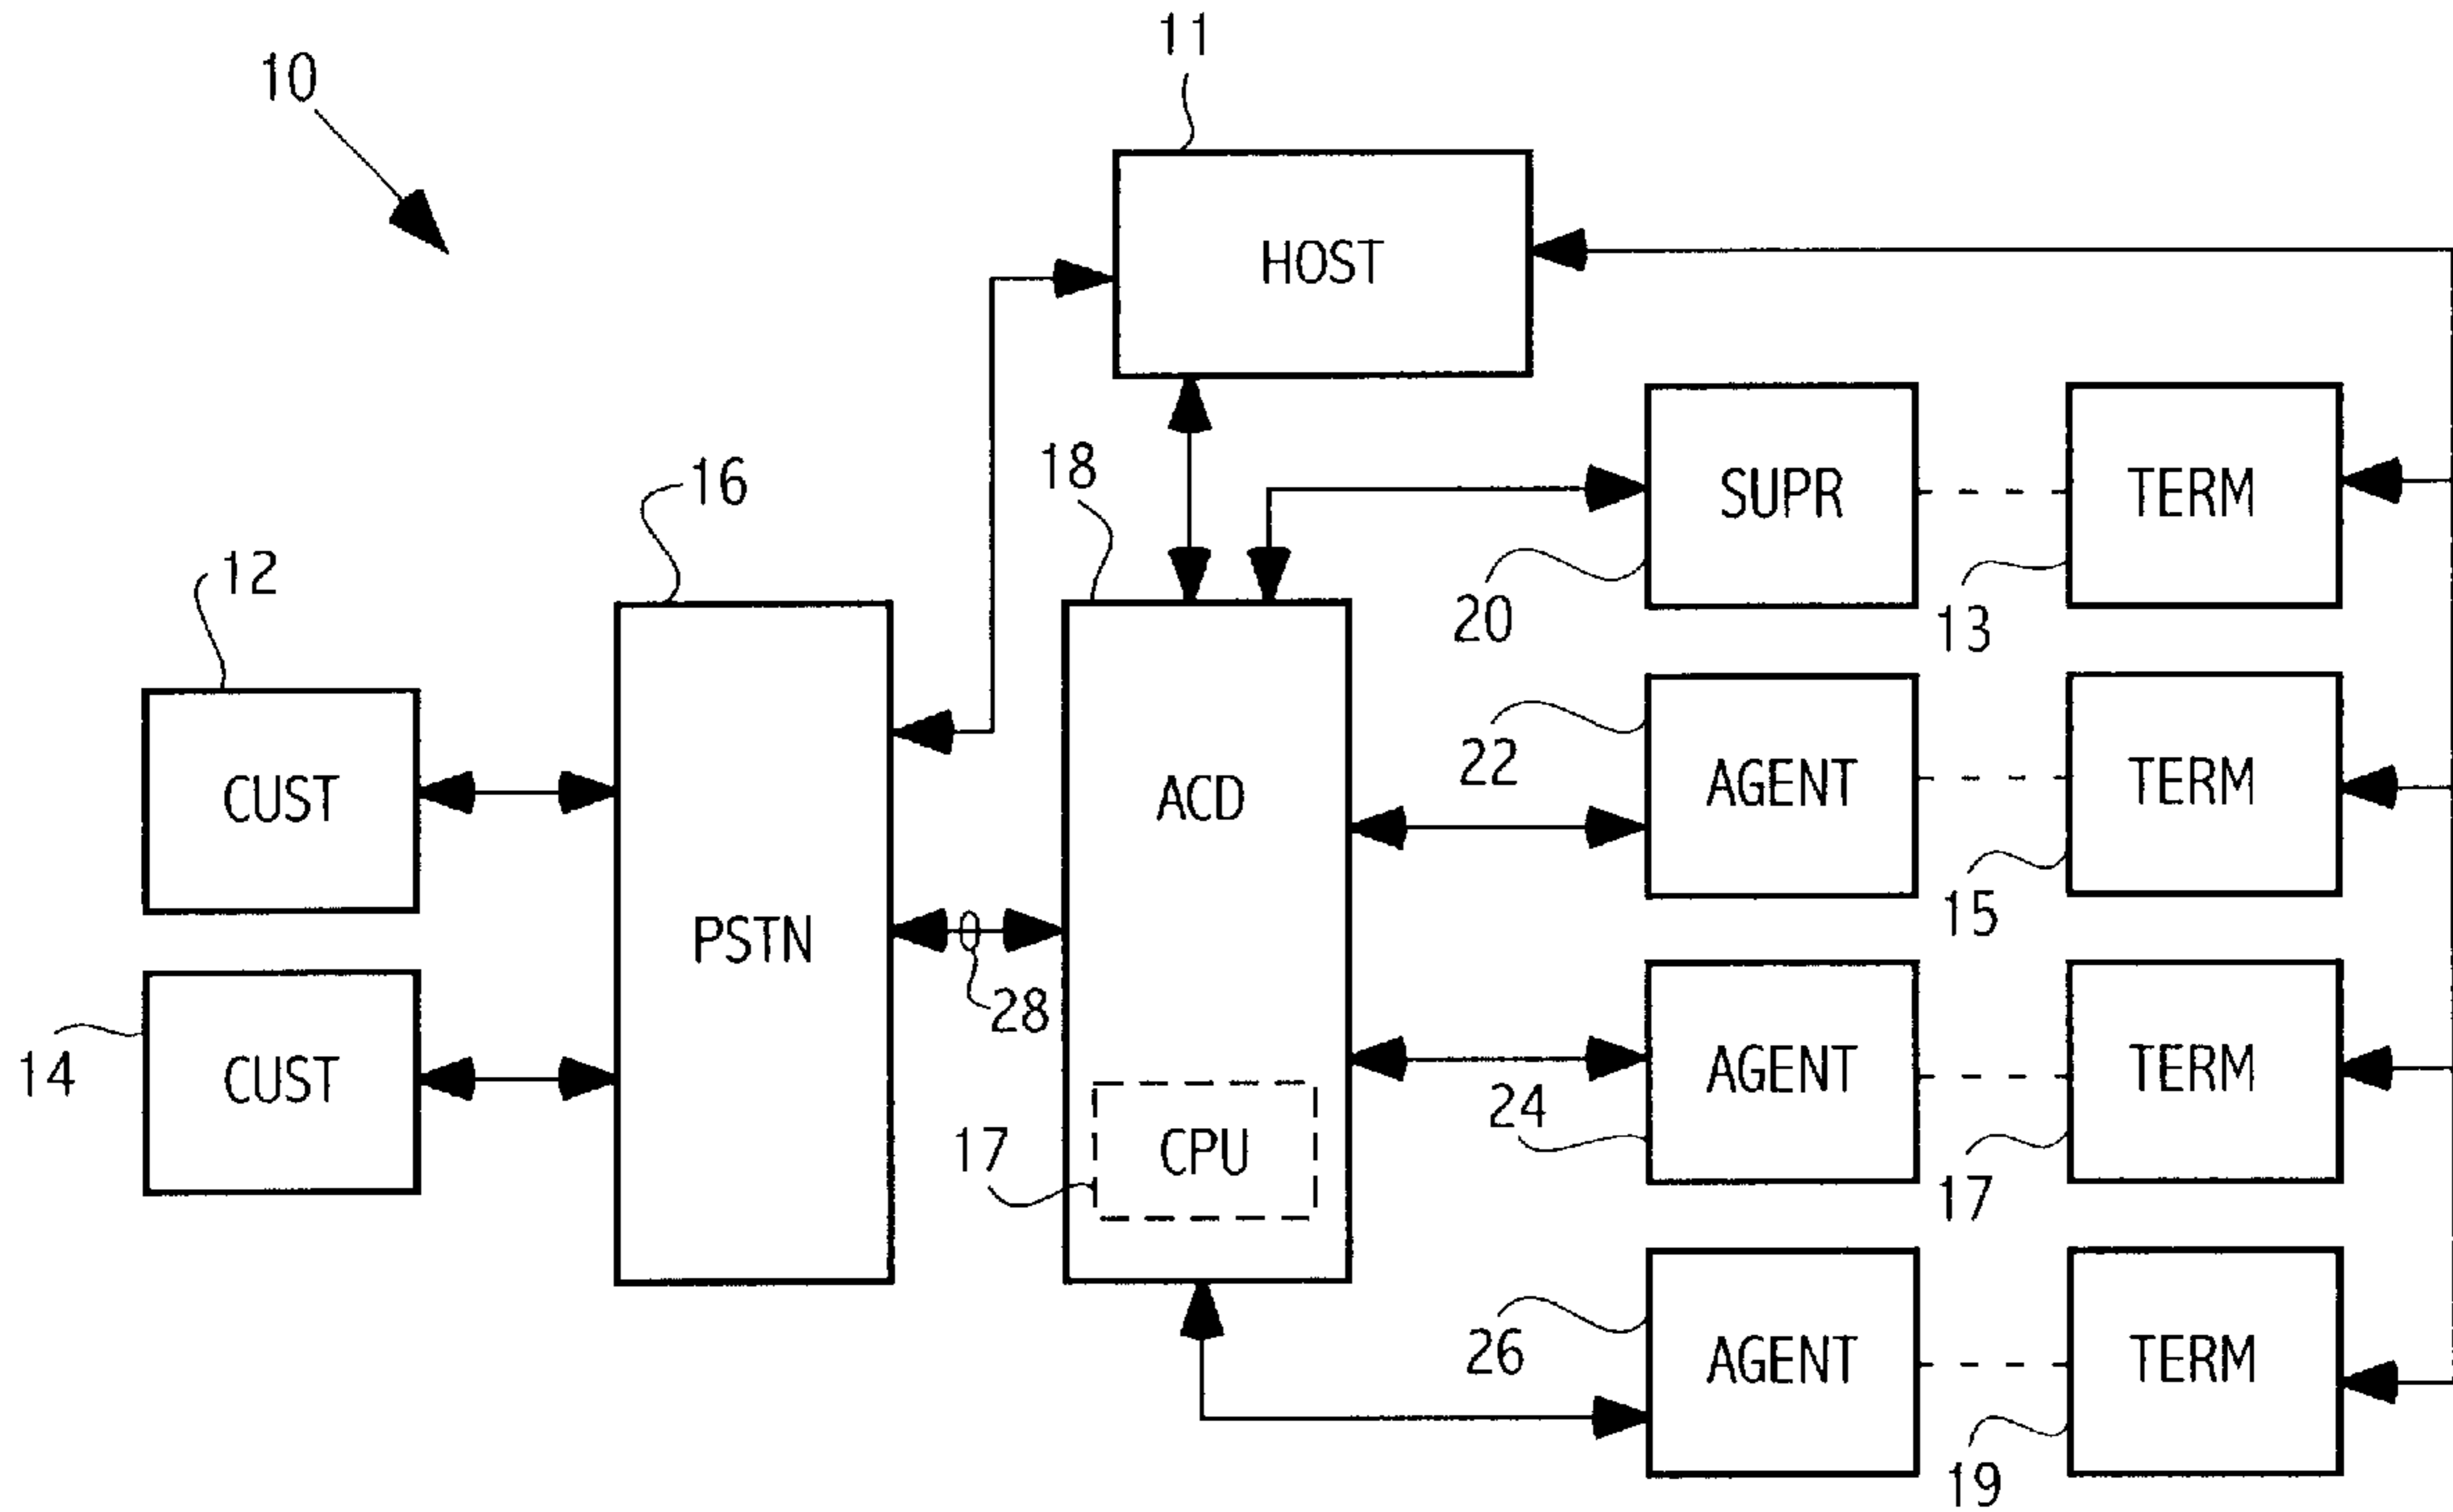 11
10
HOST
16
18
SUPR
TERM
12
20
13
CUST
ACD
22
AGENT
TERM
15
PSTN
28
14
CUST
17
CPU
24
AGENT
TERM
17
26
AGENT
TERM
19